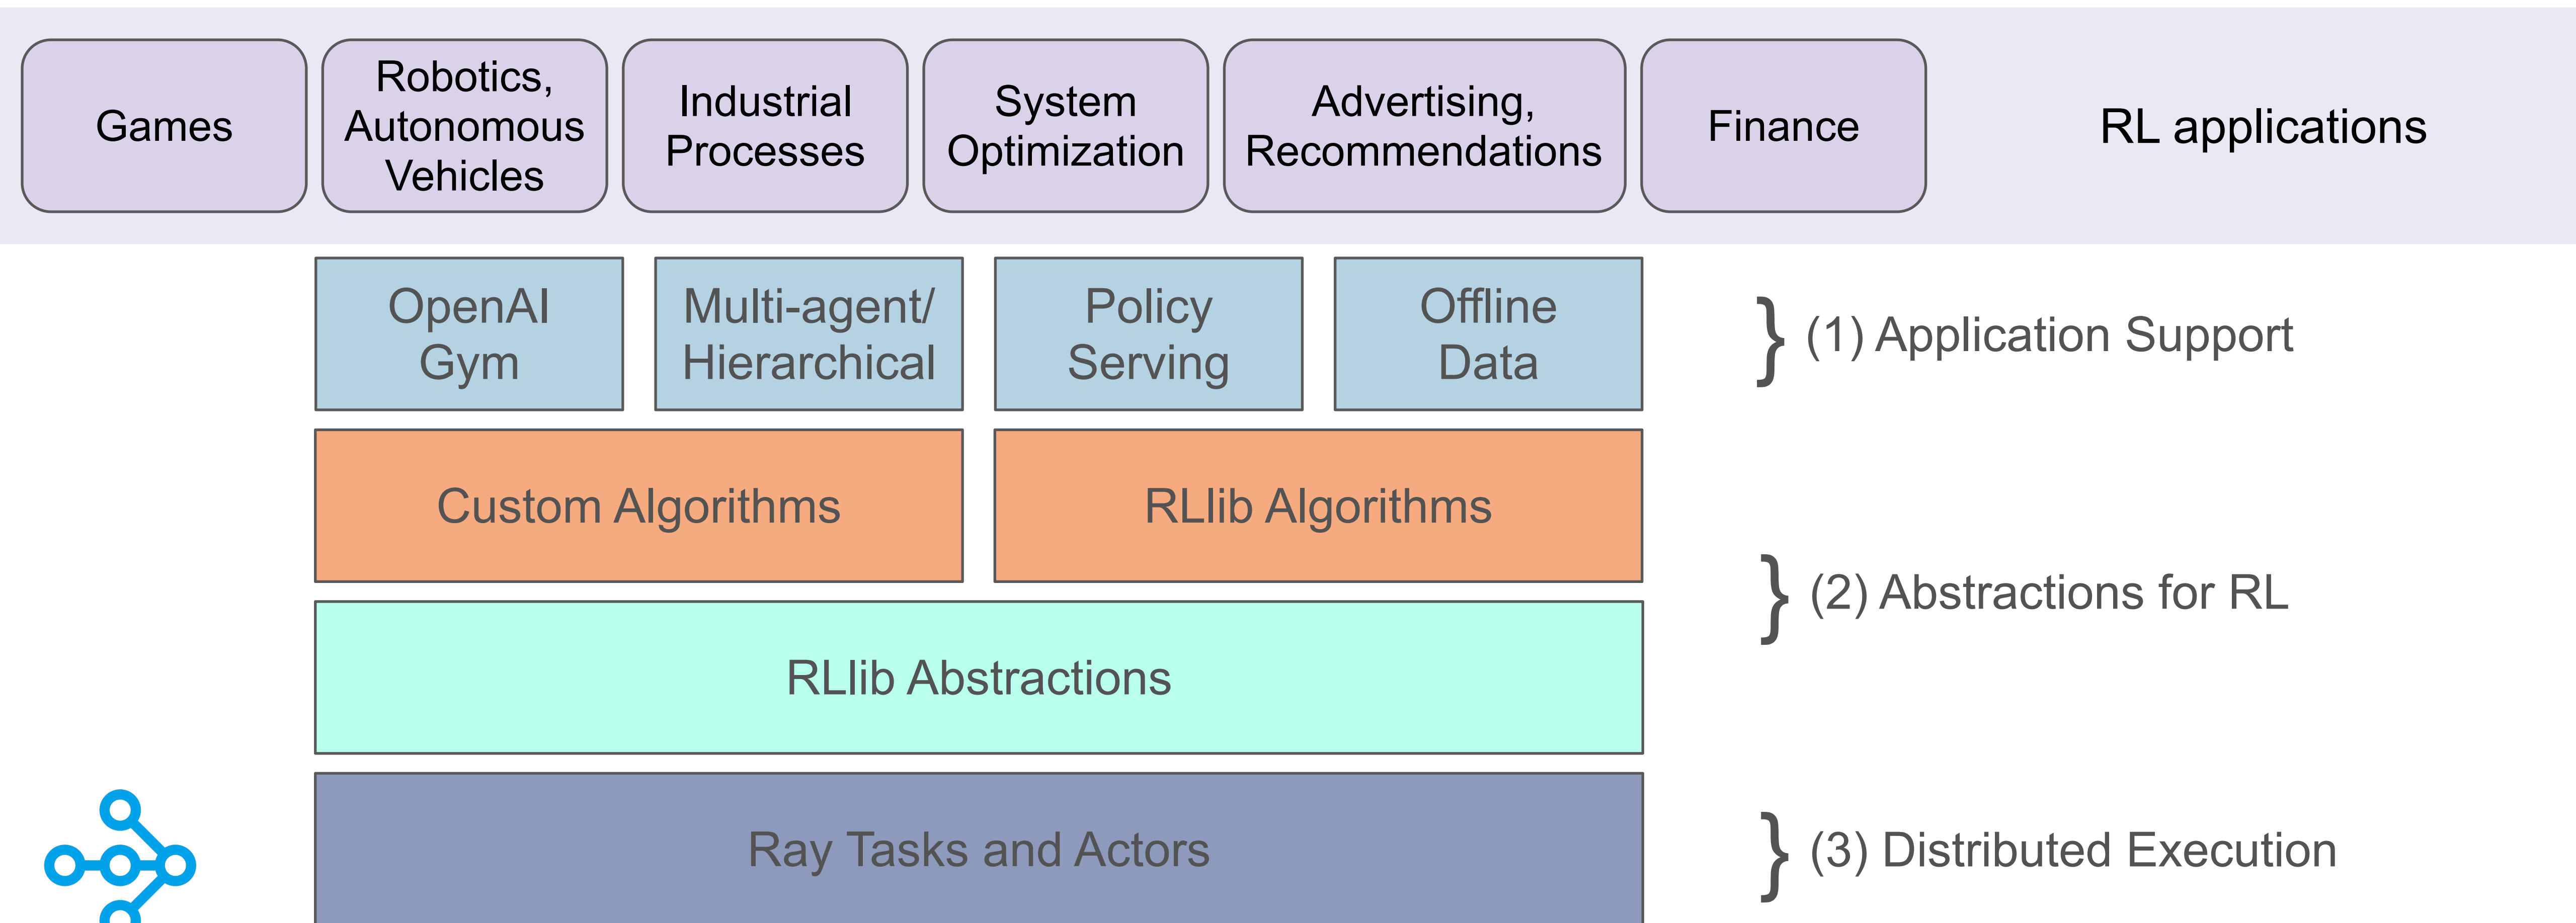 Games
Robotics,
Autonomous
Vehicles
Industrial
Processes
System
Optimization
Advertising,
Recommendations
Finance
RL applications
OpenAI
Gym
Multi-agent/
Hierarchical
Policy
Serving
Offline
Data
} (1) Application Support
Custom Algorithms
RLlib Algorithms
} (2) Abstractions for RL
RLlib Abstractions
Ray Tasks and Actors
} (3) Distributed Execution